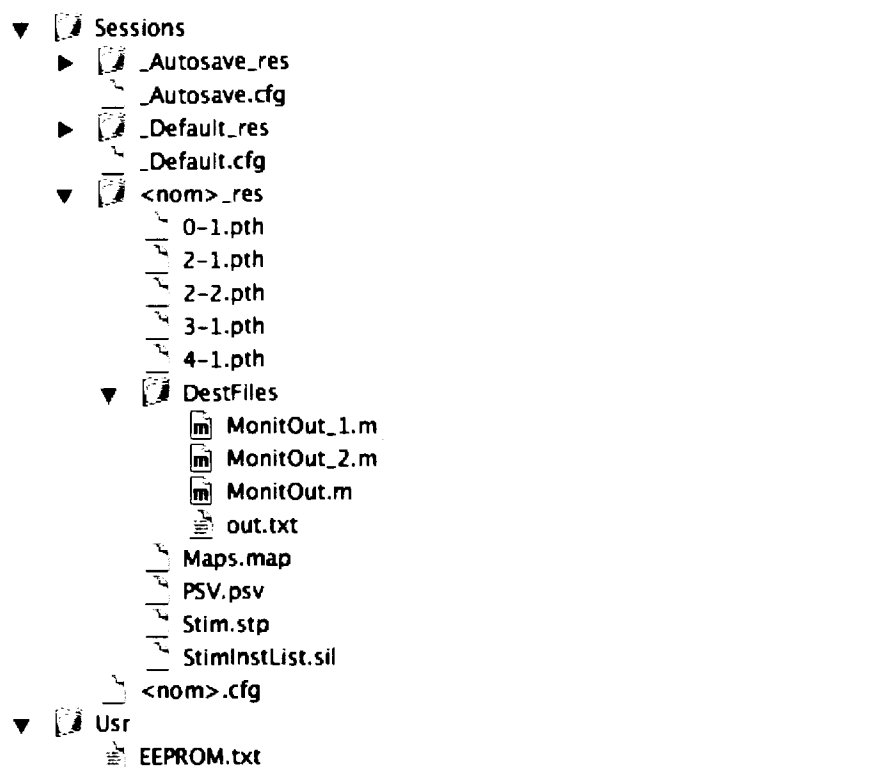 Sessions
_Autosave_res
_Autosave.cfg
_Default_res
_Default.cfg
<nom>_res
0-1.pth
2-1.pth
2-2.pth
3-1.pth
4-1.pth
DestFiles
m MonitOut_1.m
m MonitOut_2.m
m MonitOut.m
out.txt
Maps.map
PSV.psv
Stim.stp
StimInstList.sil
<nom>.cfg
Usr
EEPROM.txt